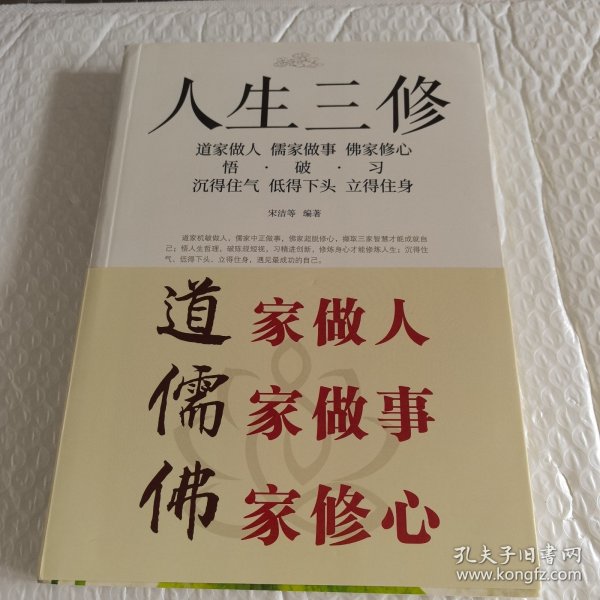 人生三修
道家做人 儒家做事 佛家修心
悟·破·习
沉得住气 低得下头 立得住身
宋洁等 编著
道家机破做人，儒家中正做事，佛家超脱修心，撷取三家智慧才能成就自
己；悟人生哲理，破陈规短视，习精进创新，修炼身心才能修炼人生；沉得住
气、低得下头、立得住身，遇见最成功的自己。
道家做人
儒家做事
佛家修心
孔夫子旧书网
www.kongfz.com